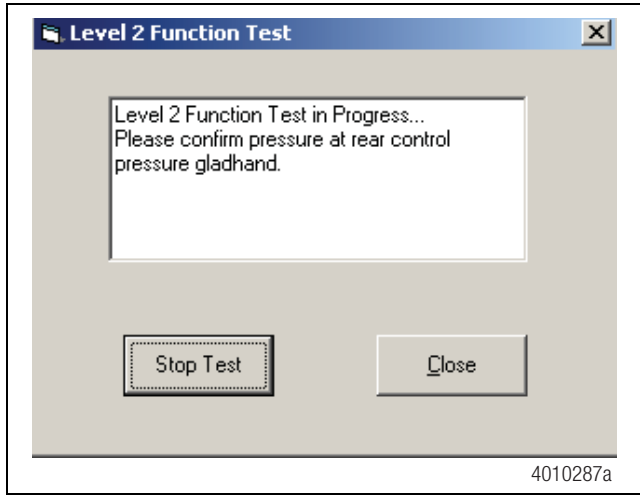 Level 2 Function Test
Level 2 Function Test in Progress...
Please confirm pressure at rear control
pressure gladhand.
Stop Test
Close
4010287a